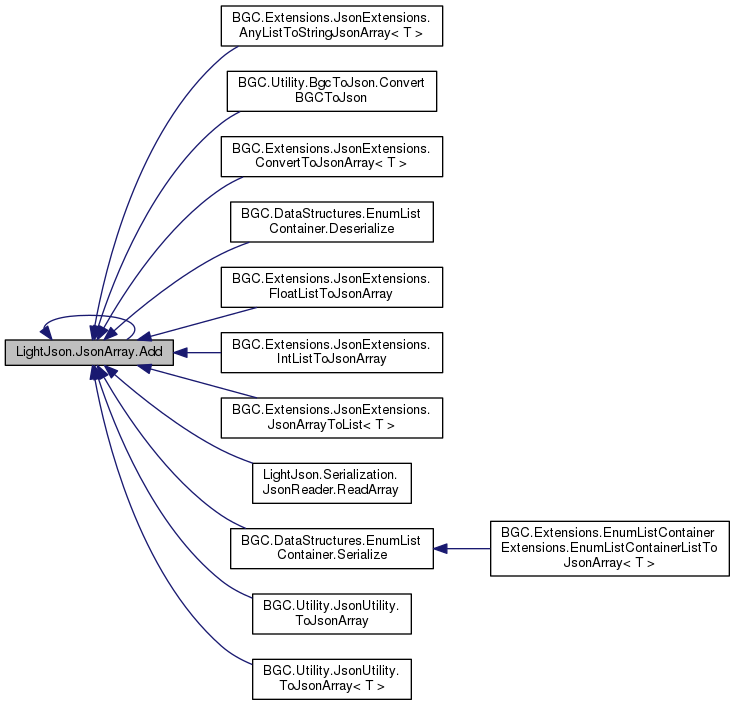 BGC.Extensions.JsonExtensions.
AnyListToStringJsonArray< T >
BGC.Utility.BgcToJson.Convert
BGCToJson
BGC.Extensions.JsonExtensions.
ConvertToJsonArray< T >
BGC.DataStructures.EnumList
Container.Deserialize
BGC.Extensions.JsonExtensions.
FloatListToJsonArray
LightJson.JsonArray.Add
BGC.Extensions.JsonExtensions.
IntListToJsonArray
BGC.Extensions.JsonExtensions.
JsonArrayToList< T >
LightJson.Serialization.
JsonReader.ReadArray
BGC.DataStructures.EnumList
Container.Serialize
BGC.Extensions.EnumListContainer
Extensions.EnumListContainerListTo
JsonArray< T >
BGC.Utility.JsonUtility.
ToJsonArray
BGC.Utility.JsonUtility.
ToJsonArray< T >